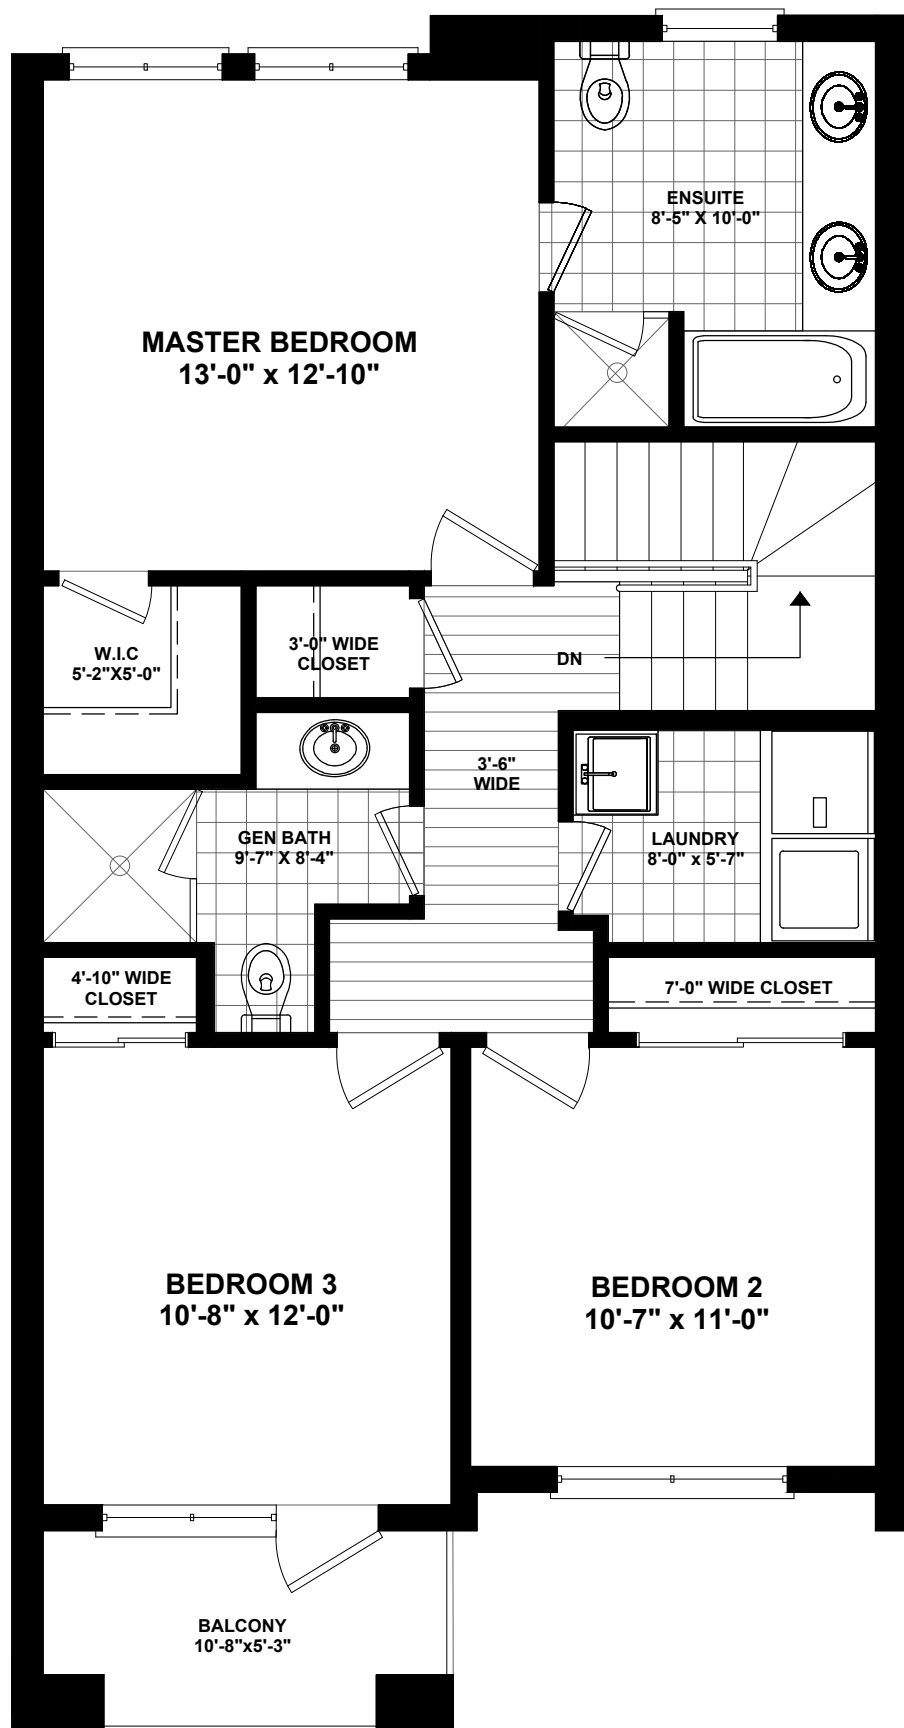 ENSUITE
8'-5" X 10'-0"
MASTER BEDROOM
13'-0" x 12'-10"
W.I.C
5'-2"X5'-0"
3'-0" WIDE
CLOSET
DN
3'-6"
WIDE
GEN BATH
9'-7" X 8'-4"
LAUNDRY
8'-0" x 5'-7"
4'-10" WIDE
CLOSET
7'-0" WIDE CLOSET
BEDROOM 3
10'-8" x 12'-0"
BEDROOM 2
10'-7" x 11'-0"
BALCONY
10'-8"x5'-3"